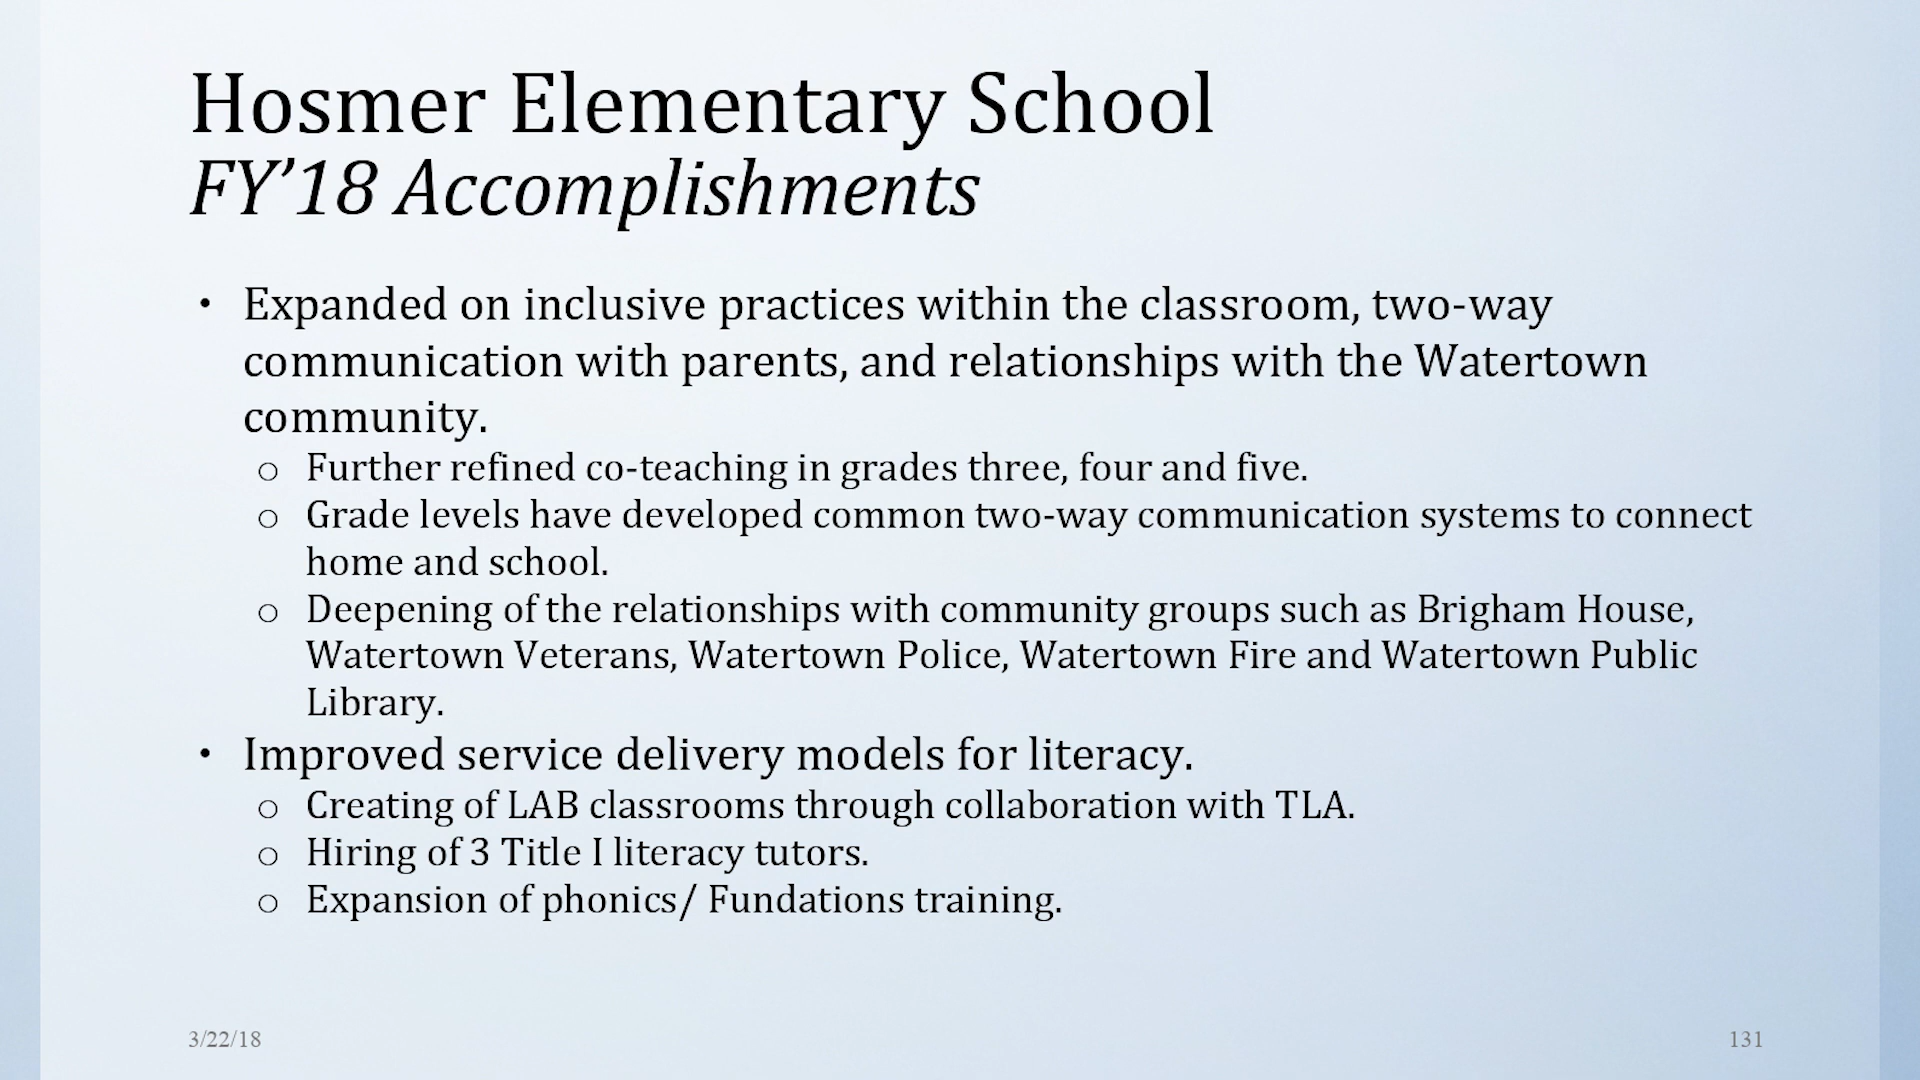 Hosmer Elementary School
FY’18 Accomplishments
• Expanded on inclusive practices within the classroom, two-way
communication with parents, and relationships with the Watertown
community.
o Further refined co-teaching in grades three, four and five.
o Grade levels have developed common two-way communication systems to connect
home and school.
o Deepening of the relationships with community groups such as Brigham House,
Watertown Veterans, Watertown Police, Watertown Fire and Watertown Public
Library.
• Improved service delivery models for literacy.
o Creating of LAB classrooms through collaboration with TLA.
o Hiring of 3 Title I literacy tutors.
o Expansion of phonics/ Fundations training.
3/22/18
131